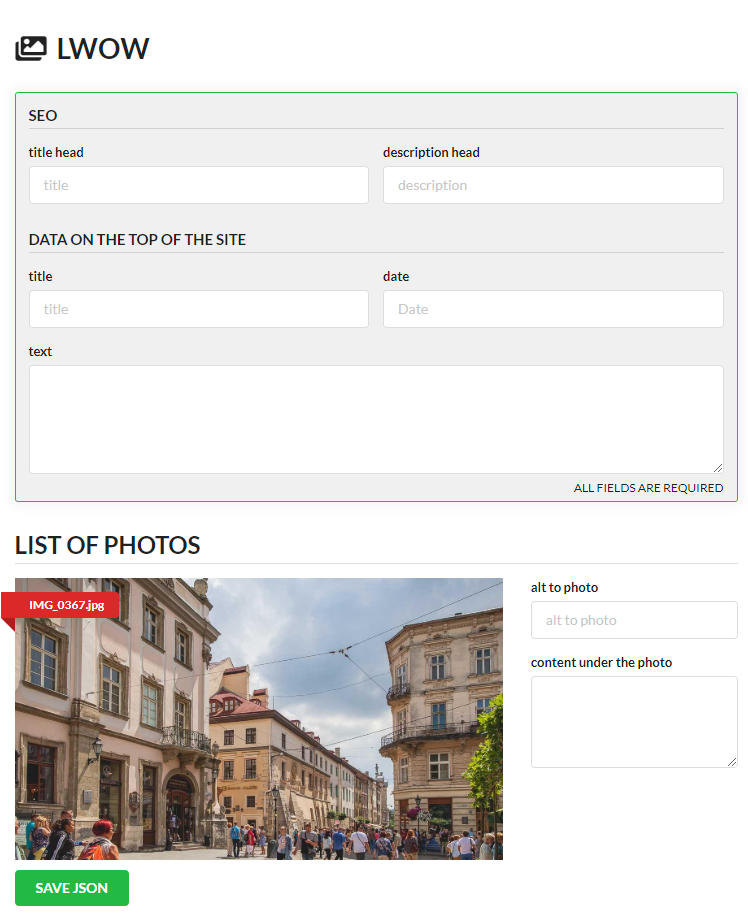 LWOW
SEO
title head
description head
title
description
DATA ON THE TOP OF THE SITE
title
date
title
Date
text
ALL FIELDS ARE REQUIRED
LIST OF PHOTOS
IMG_0367.jpg
alt to photo
alt to photo
content under the photo
SAVE JSON